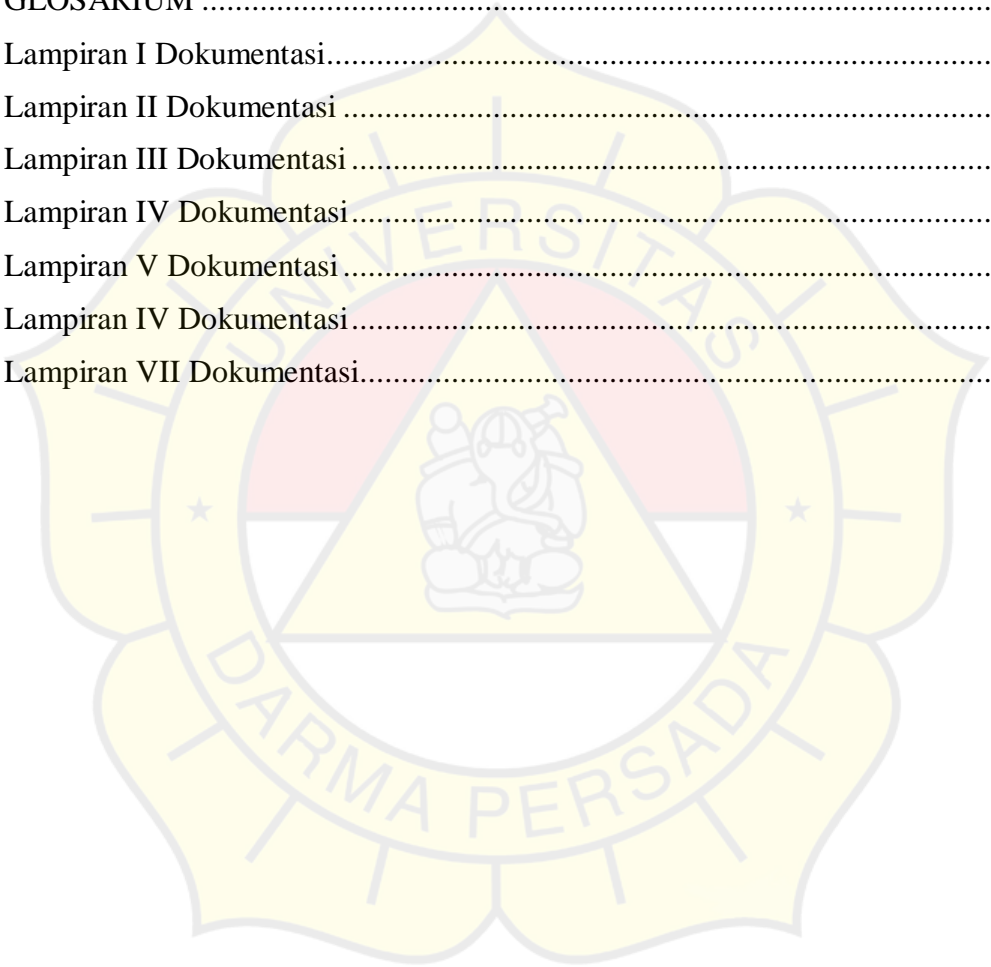 GLOSARIUM ................................................................................................
Lampiran I Dokumentasi.................................................................................
Lampiran II Dokumentasi ...............................................................................
Lampiran III Dokumentasi ..............................................................................
Lampiran IV Dokumentasi..............................................................................
Lampiran V Dokumentasi ...............................................................................
Lampiran IV Dokumentasi..............................................................................
Lampiran VII Dokumentasi.............................................................................
UNIVERSITAS
DARMA PERSADA